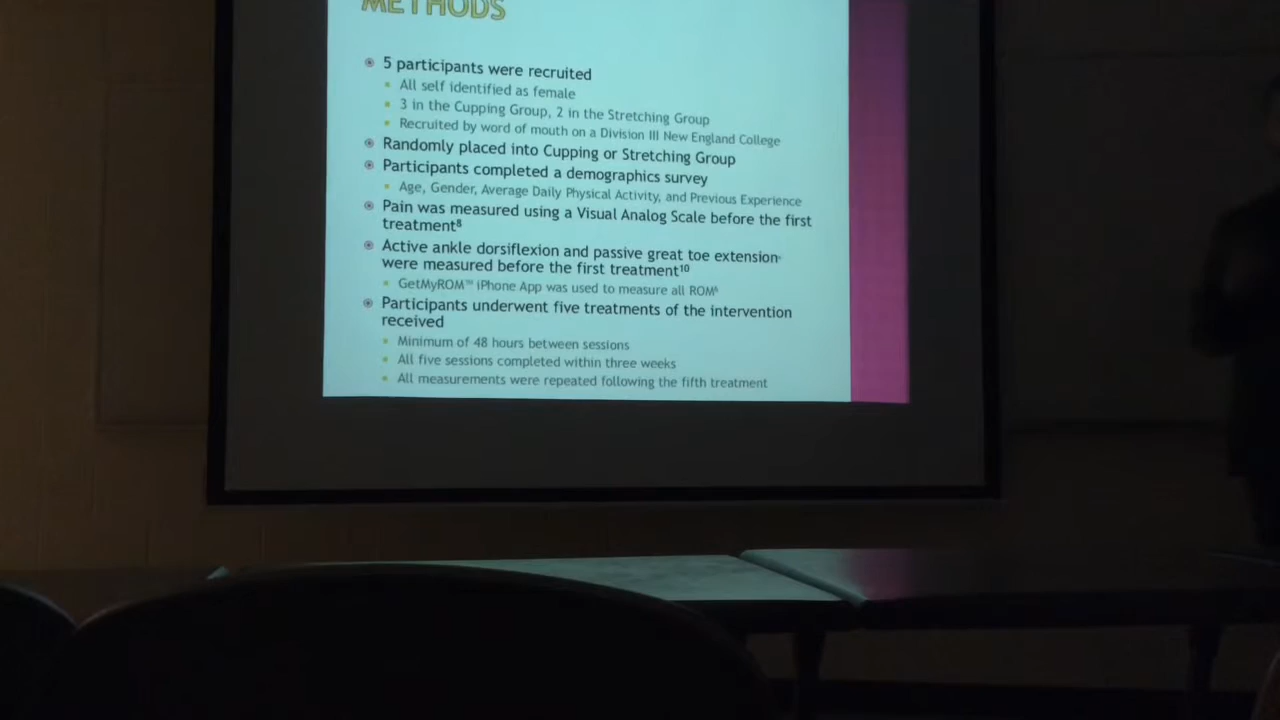 METHODS
5 participants were recruited
All self identified as female
3 in the Cupping Group, 2 in the Stretching Group
Recruited by word of mouth on a Division III New England College
Randomly placed into Cupping or Stretching Group
Participants completed a demographics survey
Age, Gender, Average Daily Physical Activity, and Previous Experience
Pain was measured using a Visual Analog Scale before the first
treatment⁸
Active ankle dorsiflexion and passive great toe extension
were measured before the first treatment¹⁰
GetMyROM™ iPhone App was used to measure all ROM
Participants underwent five treatments of the intervention
received
Minimum of 48 hours between sessions
All five sessions completed within three weeks
All measurements were repeated following the fifth treatment